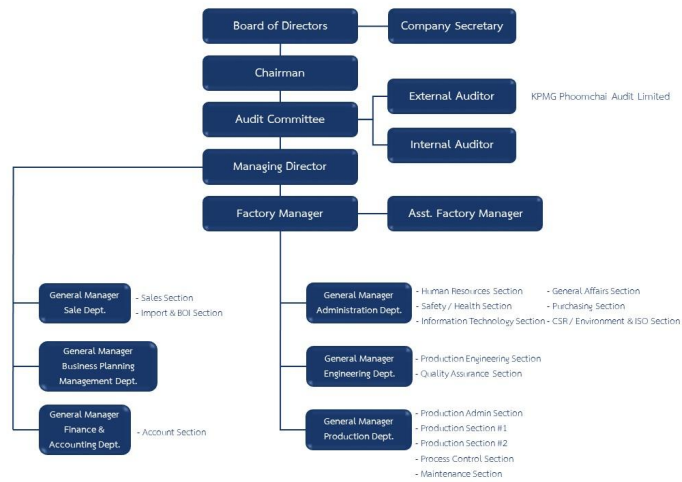 Board of Directors
Company Secretary
Chairman
External Auditor
KPMG Phoomchai Audit Limited
Audit Committee
Internal Auditor
Managing Director
Factory Manager
Asst. Factory Manager
General Manager
Sale Dept.
- Sales Section
- Import & BOI Section
General Manager
Administration Dept.
- Human Resources Section
- Safety / Health Section
- Information Technology Section
- General Affairs Section
- Purchasing Section
- CSR / Environment & ISO Section
General Manager
Business Planning
Management Dept.
General Manager
Engineering Dept.
- Production Engineering Section
- Quality Assurance Section
General Manager
Finance &
Accounting Dept.
- Account Section
General Manager
Production Dept.
- Production Admin Section
- Production Section #1
- Production Section #2
- Process Control Section
- Maintenance Section